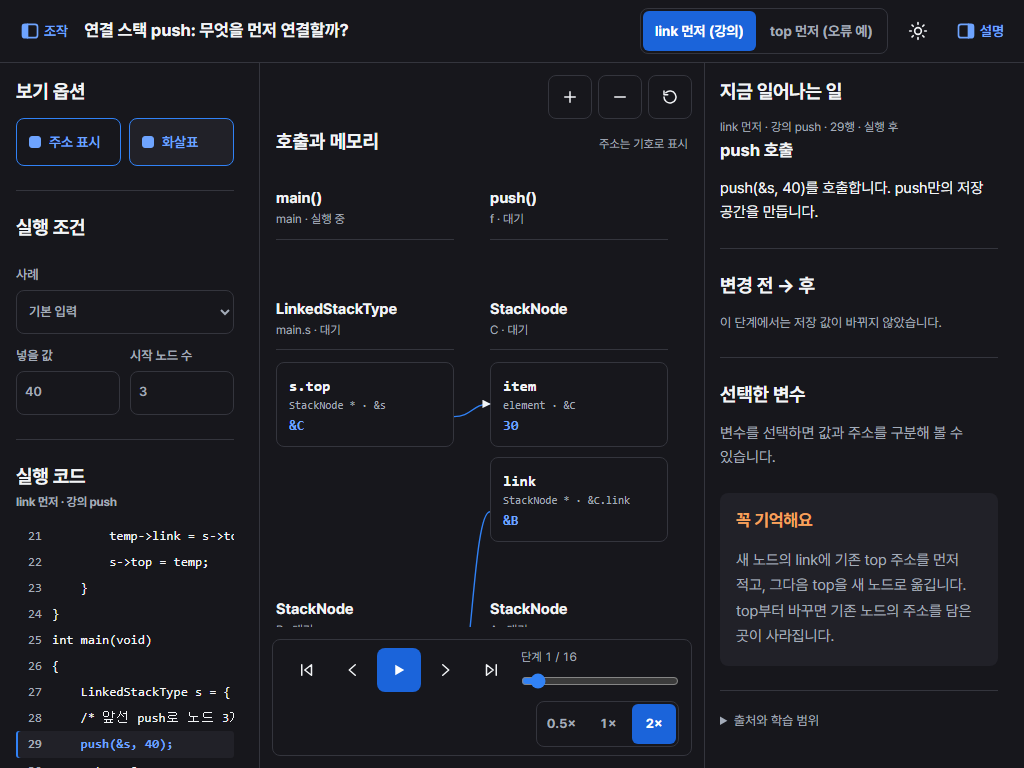 조작
연결 스택 push: 무엇을 먼저 연결할까?
link 먼저 (강의)
top 먼저 (오류 예)
설명
보기 옵션
주소 표시
화살표
실행 조건
사례
기본 입력
넣을 값
시작 노드 수
40
3
실행 코드
link 먼저 · 강의 push
21 temp->link = s->to
22 s->top = temp;
23 }
24 }
25 int main(void)
26 {
27 LinkedStackType s = {
28 /* 앞선 push로 노드 3
29 push(&s, 40);
호출과 메모리
주소는 기호로 표시
main()
main · 실행 중
push()
f · 대기
LinkedStackType
main.s · 대기
StackNode
C · 대기
s.top
StackNode * · &s
&C
item
element · &C
30
link
StackNode * · &C.link
&B
StackNode
StackNode
단계 1 / 16
0.5×
1×
2×
지금 일어나는 일
link 먼저 · 강의 push · 29행 · 실행 후
push 호출
push(&s, 40)를 호출합니다. push만의 저장
공간을 만듭니다.
변경 전 → 후
이 단계에서는 저장 값이 바뀌지 않았습니다.
선택한 변수
변수를 선택하면 값과 주소를 구분해 볼 수
있습니다.
꼭 기억해요
새 노드의 link에 기존 top 주소를 먼저
적고, 그다음 top을 새 노드로 옮깁니다.
top부터 바꾸면 기존 노드의 주소를 담은
곳이 사라집니다.
출처와 학습 범위